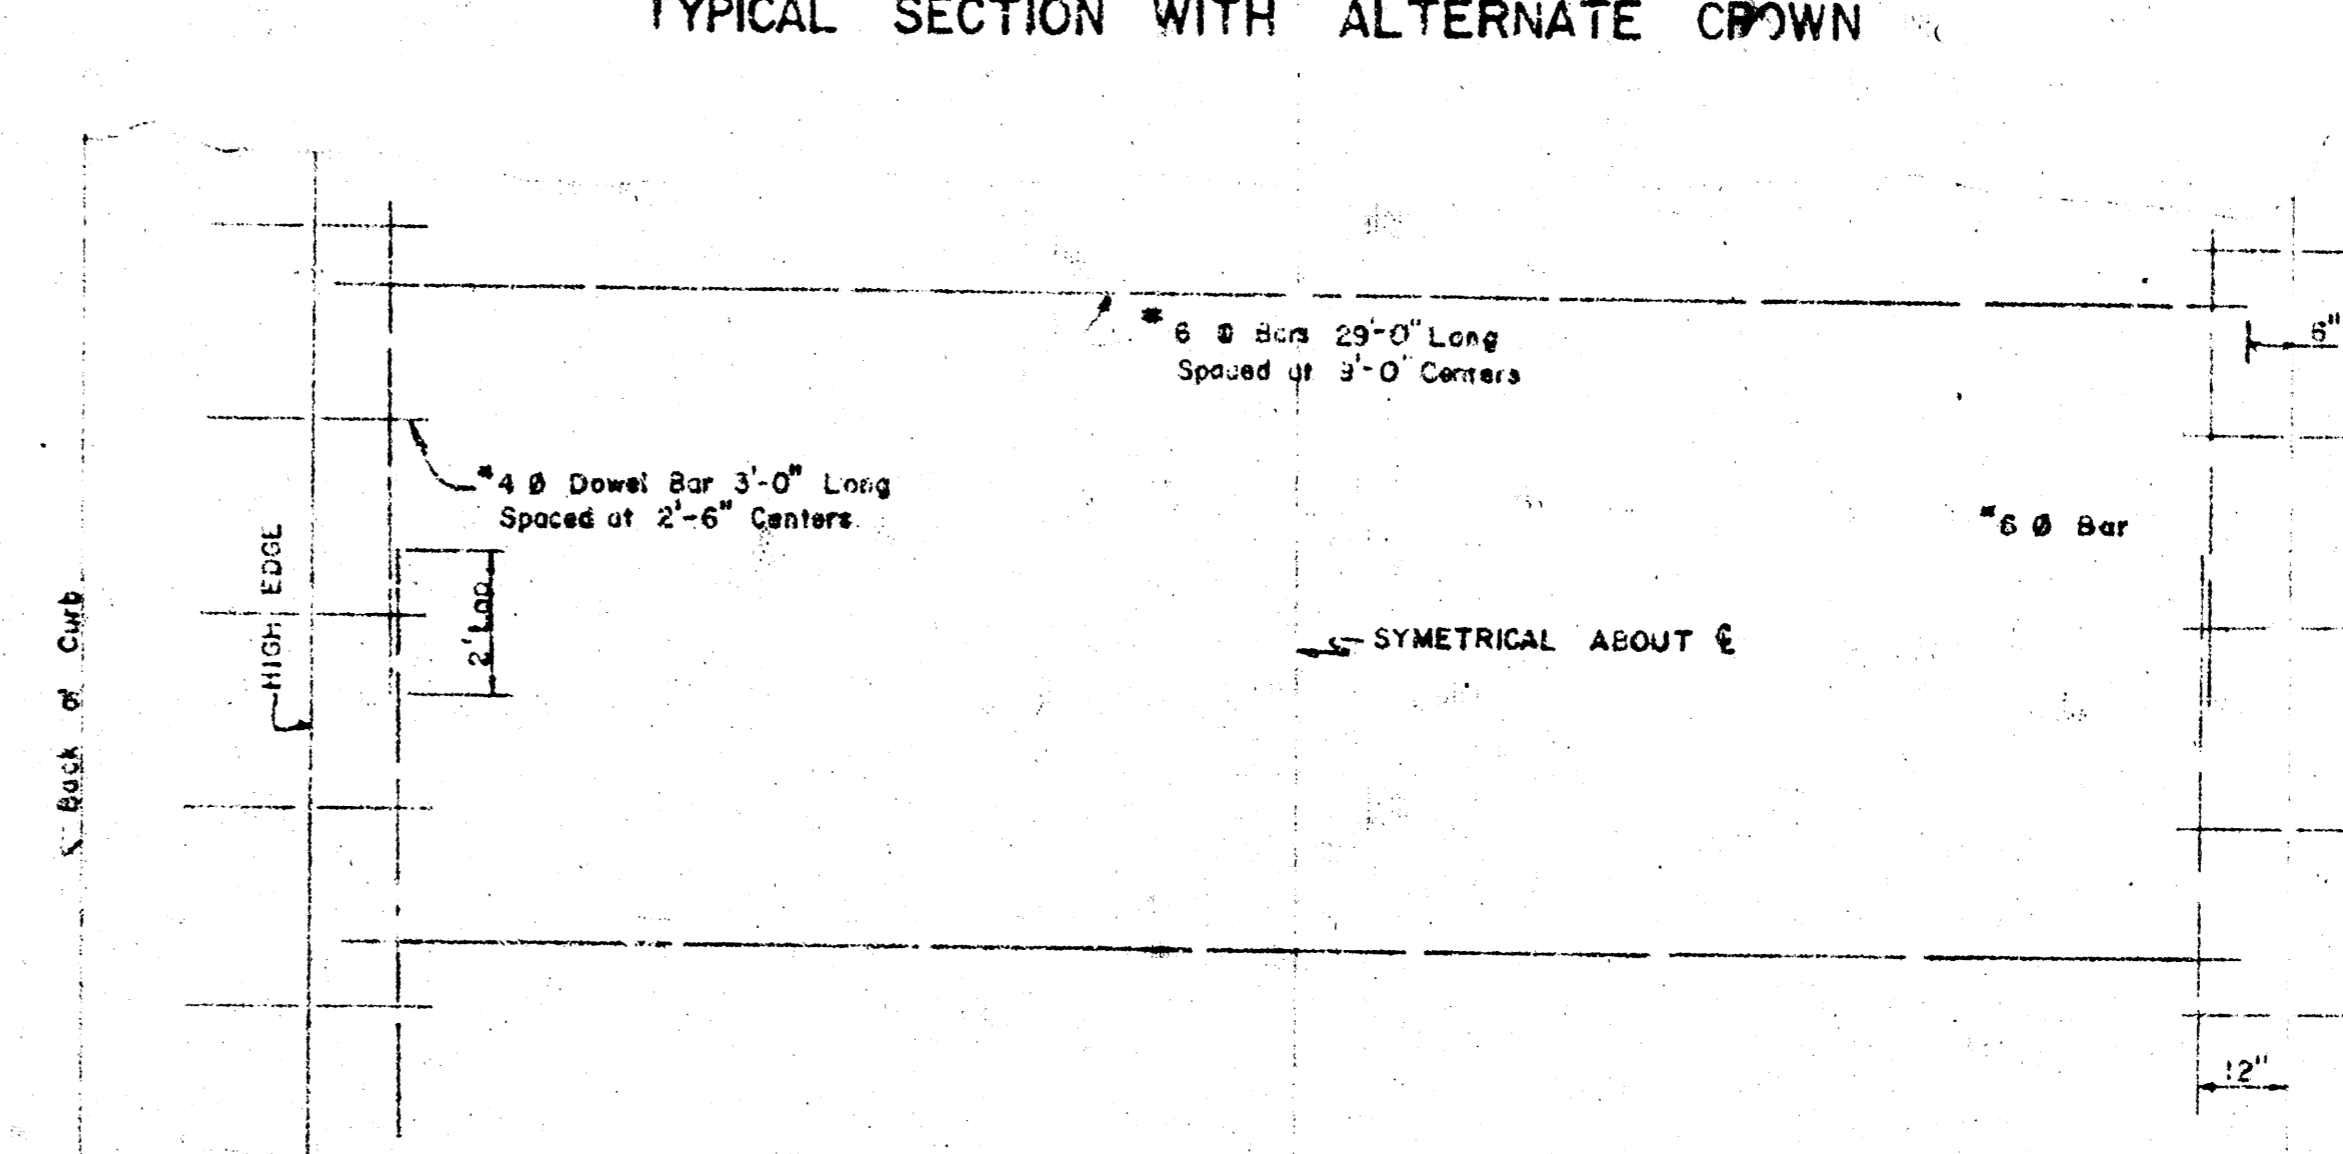 TYPICAL SECTION WITH ALTERNATE CROWN
6"
#6 Ø Bars 29'-0" Long
Spaced at 9'-0" Centers
#4 Ø Dowel Bar 3'-0" Long
Spaced at 2'-6" Centers
#6 Ø Bar
HIGH EDGE
2' Lap
Back of Curb
SYMETRICAL ABOUT ℄
12"